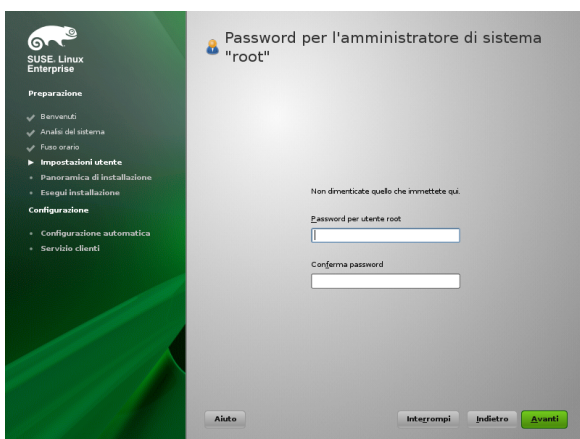 SUSE. Linux
Enterprise
Preparazione
Benvenuti
Analisi del sistema
Fuso orario
Impostazioni utente
Panoramica di installazione
Esegui installazione
Configurazione
Configurazione automatica
Servizio clienti
Password per l'amministratore di sistema
"root"
Non dimenticate quello che immettete qui.
Password per utente root
Conferma password
Aiuto
Interrompi
Indietro
Avanti